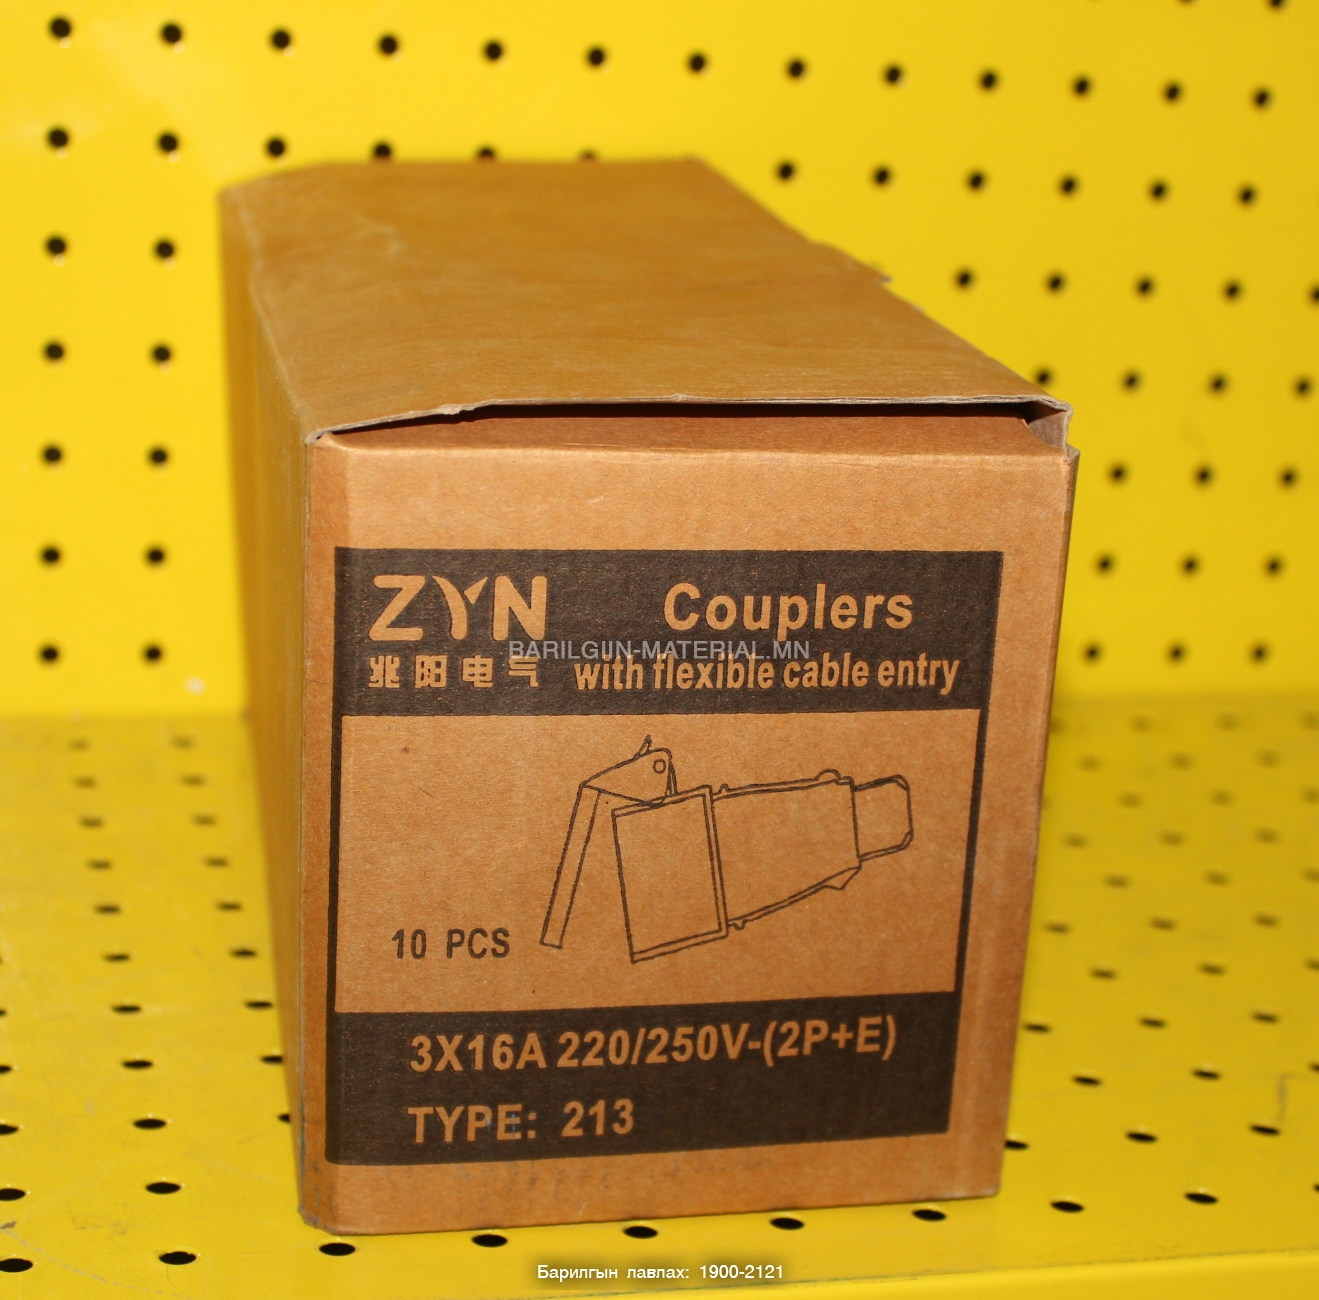 ZYN
兆阳电气
Couplers
with flexible cable entry
BARILGIIN-MATERIAL.MN
10 PCS
3X16A 220/250V-(2P+E)
TYPE: 213
Барилгын лавлах: 1900-2121